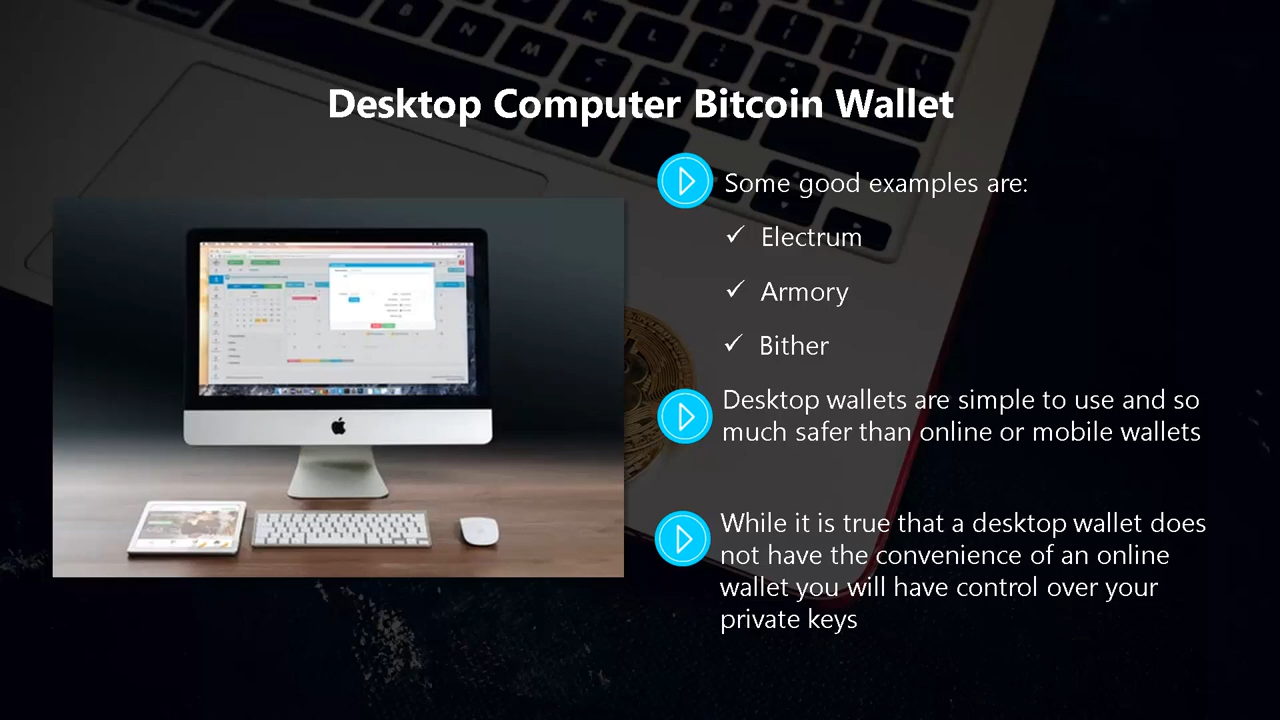 Desktop Computer Bitcoin Wallet
Some good examples are:
✓ Electrum
✓ Armory
✓ Bither
Desktop wallets are simple to use and so
much safer than online or mobile wallets
While it is true that a desktop wallet does
not have the convenience of an online
wallet you will have control over your
private keys